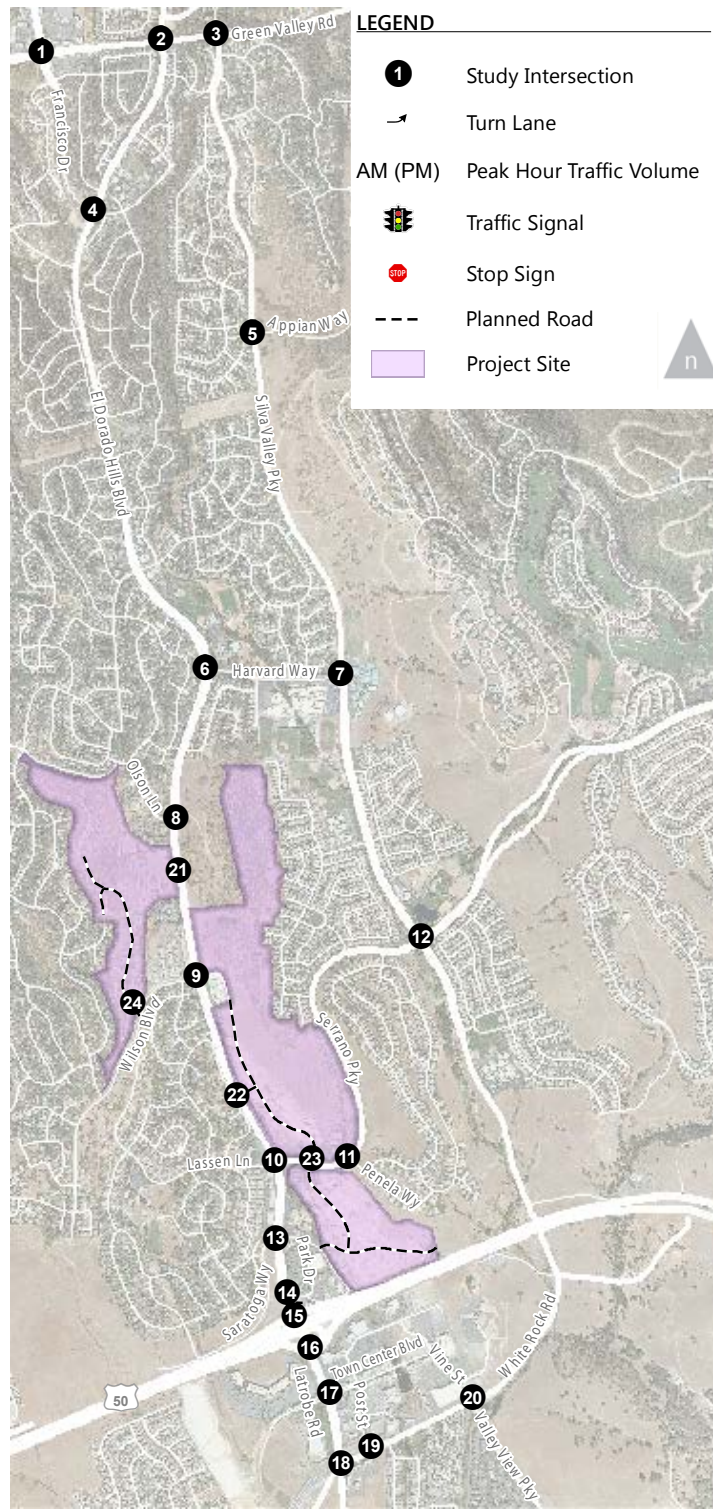 LEGEND
1 Study Intersection
Turn Lane
AM (PM) Peak Hour Traffic Volume
Traffic Signal
STOP Stop Sign
Planned Road
Project Site
n
1
2
3
Green Valley Rd
Francisco Dr
4
5
Appian Way
El Dorado Hills Blvd
Silva Valley Pky
6
Harvard Way
7
Olson Ln
8
21
12
9
24
Wilson Blvd
Serrano Pky
22
Lassen Ln
10
23
11
Penela Wy
13
Park Dr
Saratoga Wy
14
15
16
50
Town Center Blvd
Latrobe Rd
17
Post St
Vine St
White Rock Rd
20
Valley View Pky
19
18